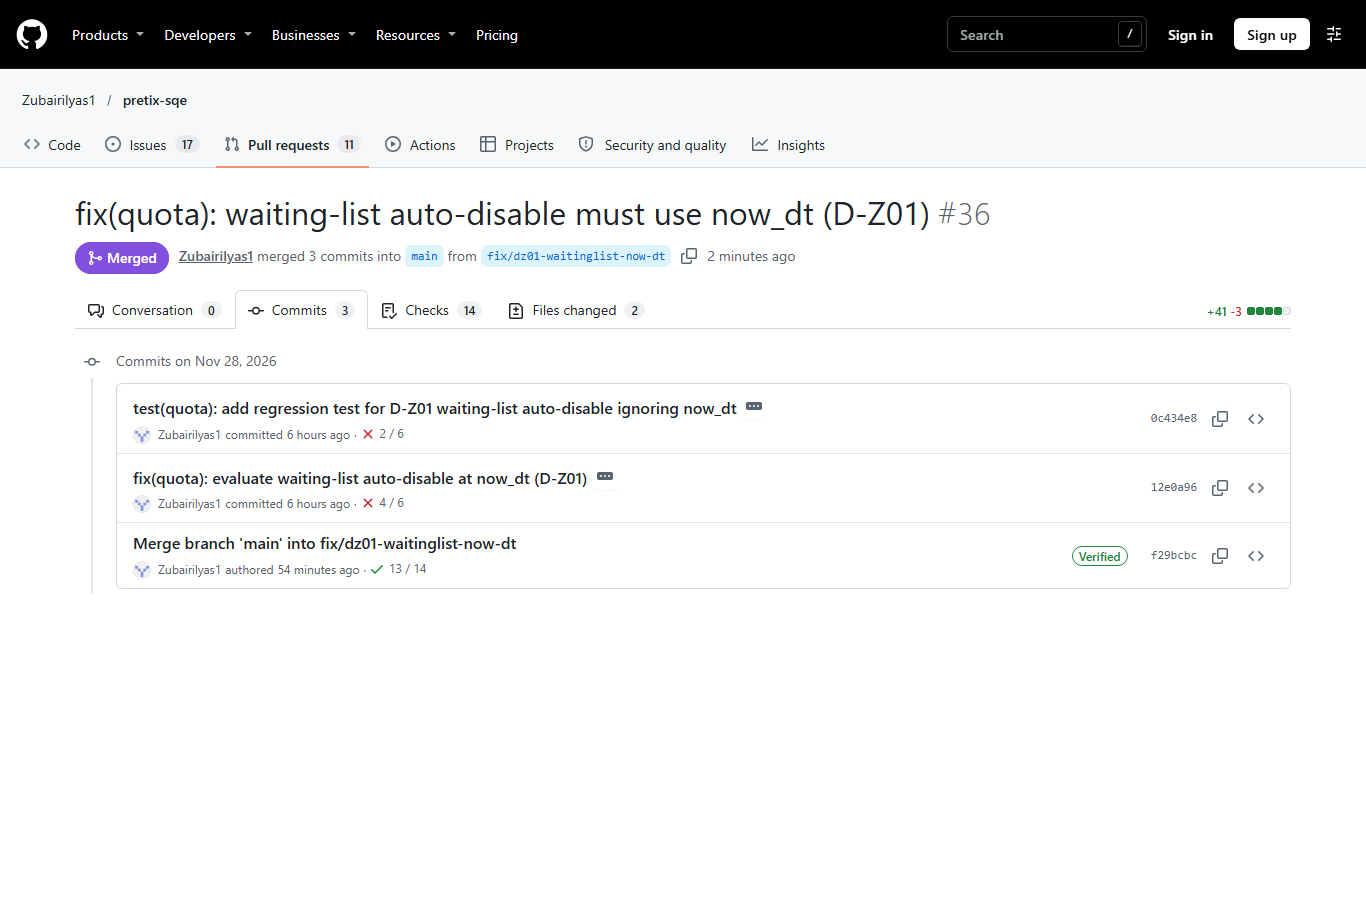 Products Developers Businesses Resources Pricing Search / Sign in Sign up
Zubairilyas1 / pretix-sqe
Code Issues 17 Pull requests 11 Actions Projects Security and quality Insights
fix(quota): waiting-list auto-disable must use now_dt (D-Z01) #36
Merged Zubairilyas1 merged 3 commits into main from fix/dz01-waitinglist-now-dt 2 minutes ago
Conversation 0 Commits 3 Checks 14 Files changed 2 +41 -3
Commits on Nov 28, 2026
test(quota): add regression test for D-Z01 waiting-list auto-disable ignoring now_dt
Zubairilyas1 committed 6 hours ago · 2 / 6 0c434e8
fix(quota): evaluate waiting-list auto-disable at now_dt (D-Z01)
Zubairilyas1 committed 6 hours ago · 4 / 6 12e0a96
Merge branch 'main' into fix/dz01-waitinglist-now-dt
Zubairilyas1 authored 54 minutes ago · 13 / 14 Verified f29bcbc